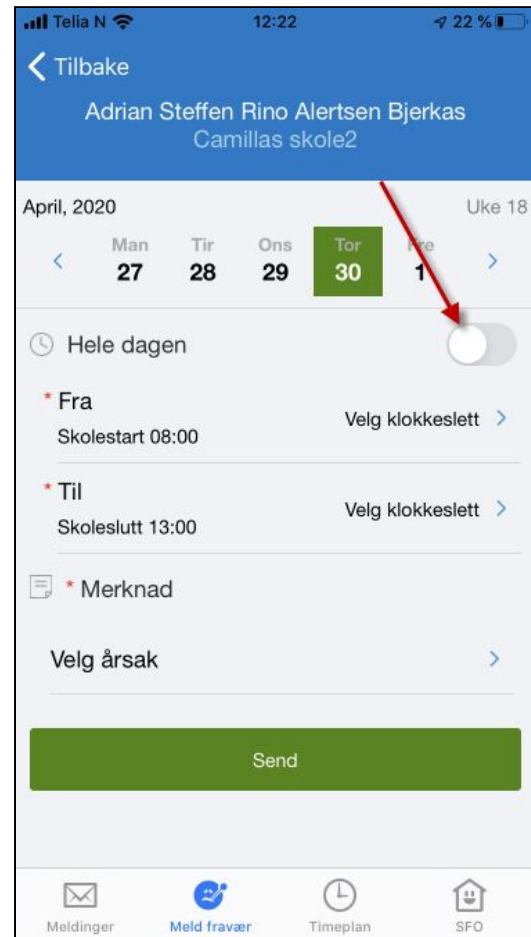 Telia N 12:22 22 %
Tilbake
Adrian Steffen Rino Alertsen Bjerkas
Camillas skole2
April, 2020 Uke 18
Man Tir Ons Tor Fre
27 28 29 30 1
Hele dagen
* Fra
Velg klokkeslett
Skolestart 08:00
* Til
Velg klokkeslett
Skoleslutt 13:00
* Merknad
Velg årsak
Send
Meldinger Meld fravær Timeplan SFO